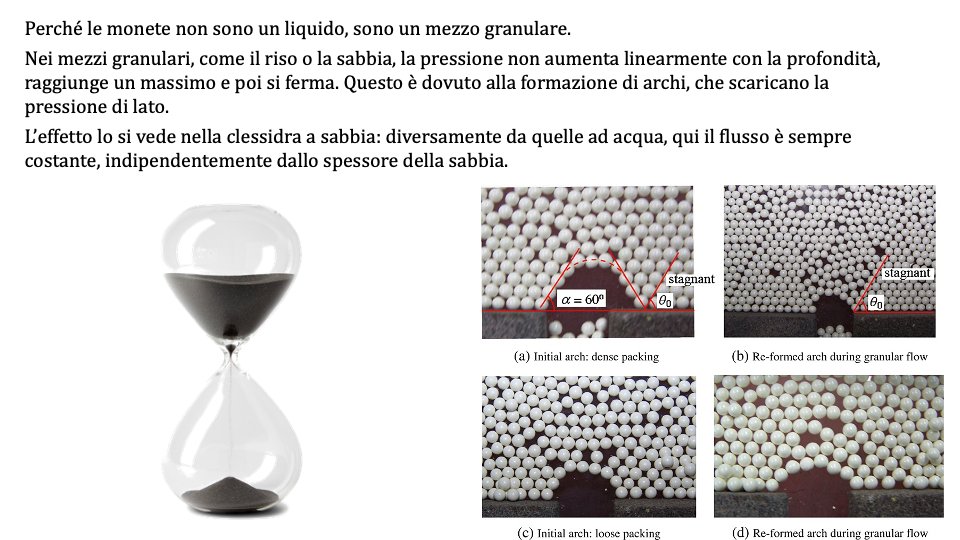 Perché le monete non sono un liquido, sono un mezzo granulare.
Nei mezzi granulari, come il riso o la sabbia, la pressione non aumenta linearmente con la profondità,
raggiunge un massimo e poi si ferma. Questo è dovuto alla formazione di archi, che scaricano la
pressione di lato.
L'effetto lo si vede nella clessidra a sabbia: diversamente da quelle ad acqua, qui il flusso è sempre
costante, indipendentemente dallo spessore della sabbia.
stagnant
α = 60°
θ₀
stagnant
θ₀
(a) Initial arch: dense packing
(b) Re-formed arch during granular flow
(c) Initial arch: loose packing
(d) Re-formed arch during granular flow